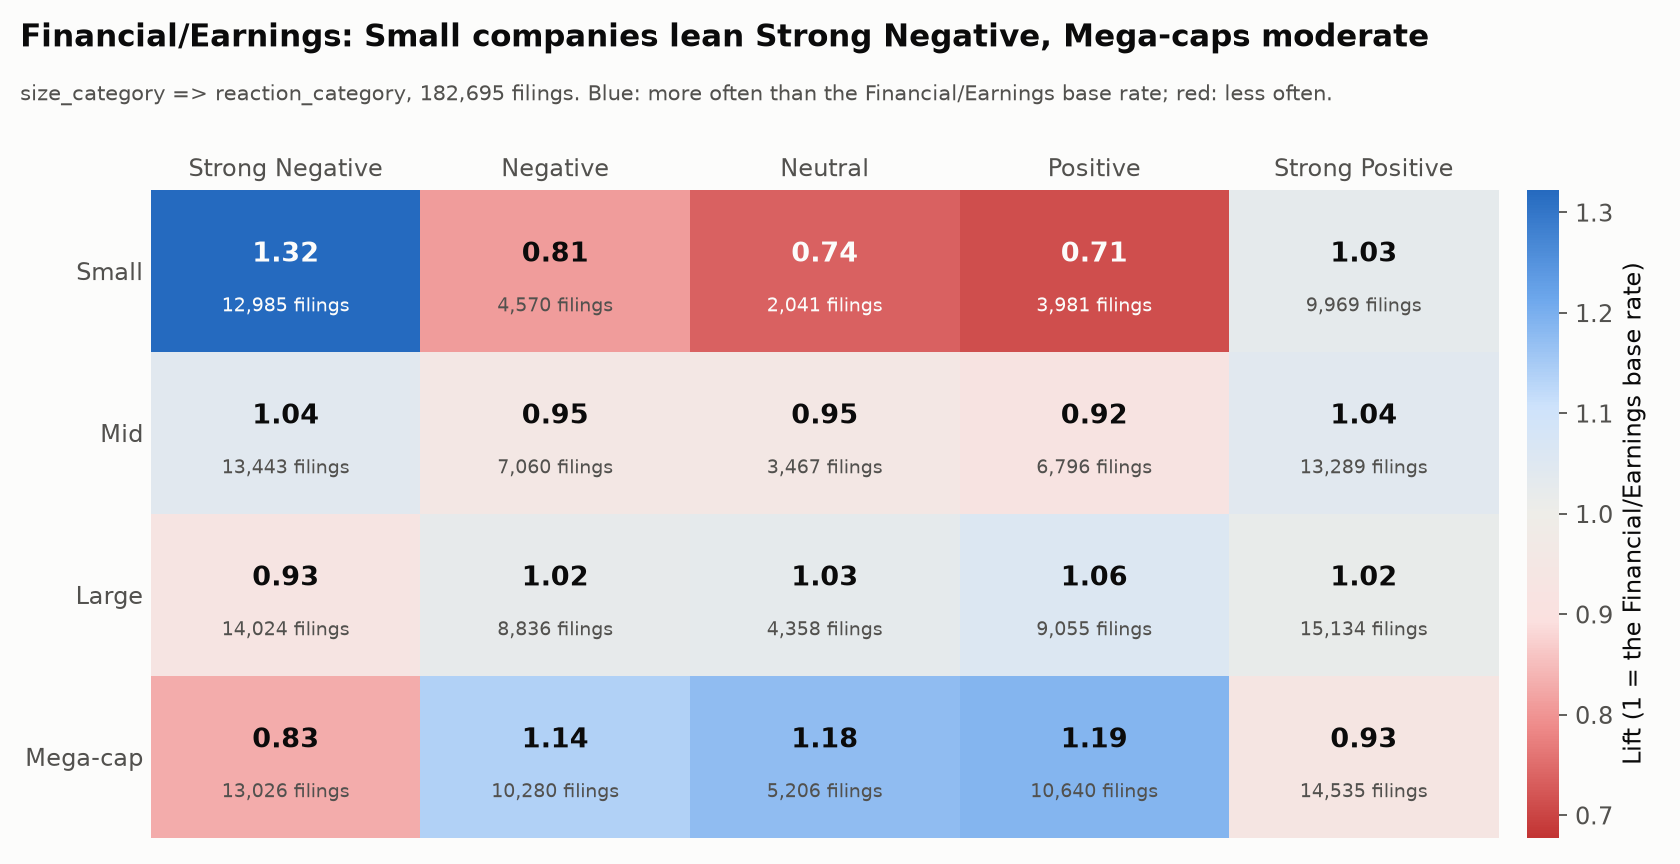 Financial/Earnings: Small companies lean Strong Negative, Mega-caps moderate
size_category => reaction_category, 182,695 filings. Blue: more often than the Financial/Earnings base rate; red: less often.
Strong Negative Negative Neutral Positive Strong Positive
Small 1.32 0.81 0.74 0.71 1.03
12,985 filings 4,570 filings 2,041 filings 3,981 filings 9,969 filings
Mid 1.04 0.95 0.95 0.92 1.04
13,443 filings 7,060 filings 3,467 filings 6,796 filings 13,289 filings
Large 0.93 1.02 1.03 1.06 1.02
14,024 filings 8,836 filings 4,358 filings 9,055 filings 15,134 filings
Mega-cap 0.83 1.14 1.18 1.19 0.93
13,026 filings 10,280 filings 5,206 filings 10,640 filings 14,535 filings
1.3
1.2
1.1
1.0
0.9
0.8
0.7
Lift (1 = the Financial/Earnings base rate)